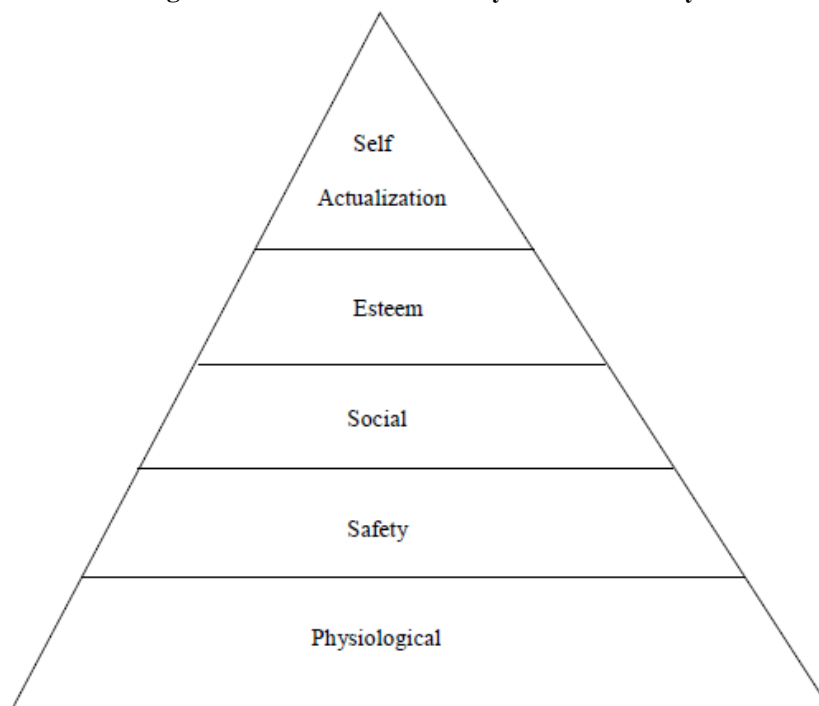 Self
Actualization
Esteem
Social
Safety
Physiological